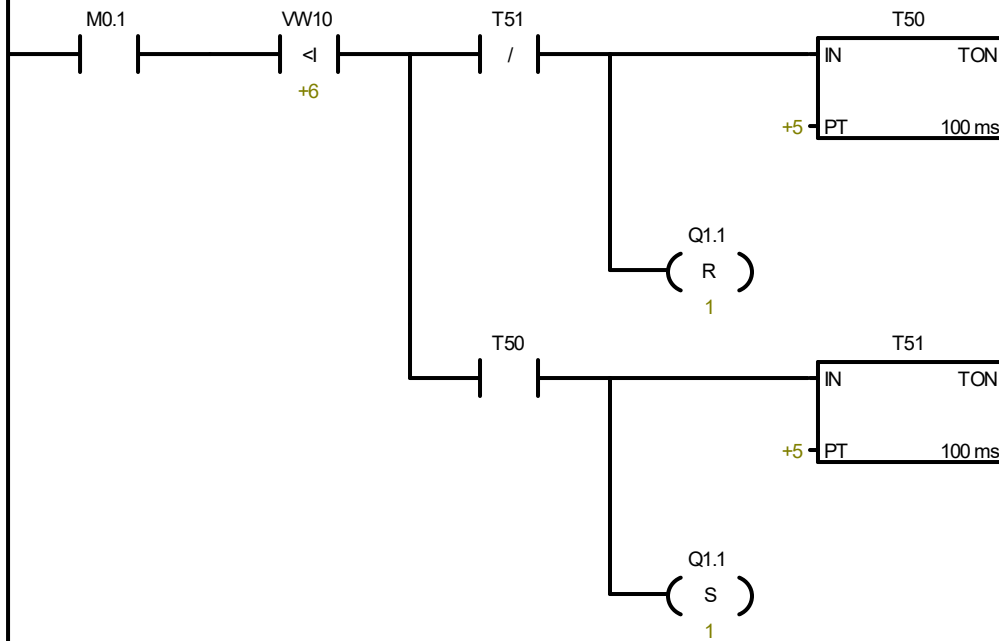 M0.1 VW10 T51 T50
<I / IN TON
+6
+5 PT 100 ms
Q1.1
R
1
T50 T51
IN TON
+5 PT 100 ms
Q1.1
S
1